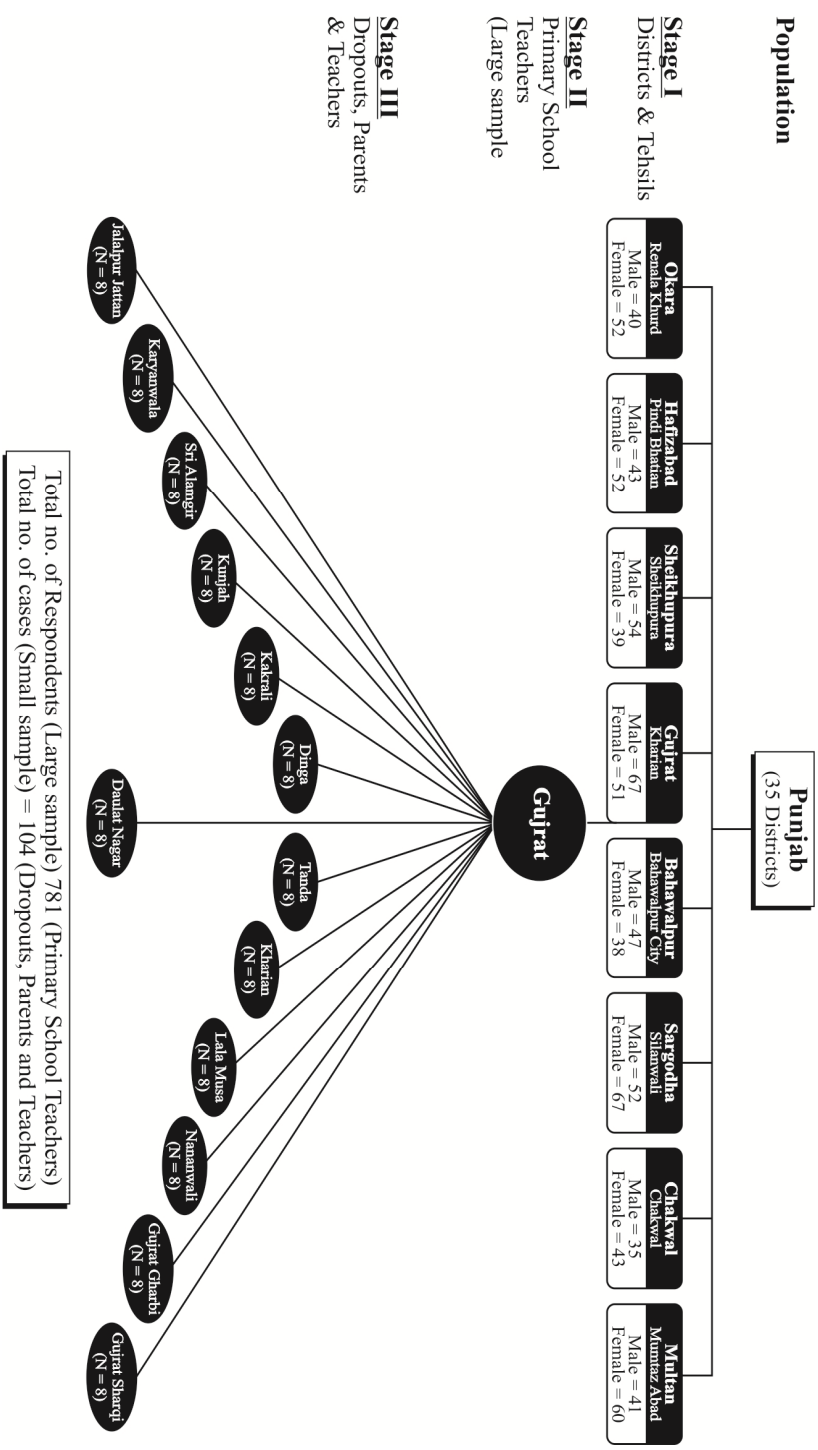 Population
Punjab
(35 Districts)
Stage I
Districts & Tehsils
Okara
Renala Khurd
Male = 40
Female = 52
Hafizabad
Pindi Bhatian
Male = 43
Female = 52
Sheikhupura
Sheikhupura
Male = 54
Female = 39
Gujrat
Kharian
Male = 67
Female = 51
Bahawalpur
Bahawalpur City
Male = 47
Female = 38
Sargodha
Silanwali
Male = 52
Female = 67
Chakwal
Chakwal
Male = 35
Female = 43
Multan
Mumtaz Abad
Male = 41
Female = 60
Stage II
Primary School
Teachers
(Large sample
Gujrat
Stage III
Dropouts, Parents
& Teachers
Jalalpur Jattan
(N = 8)
Karyanwala
(N = 8)
Sri Alamgir
(N = 8)
Kunjah
(N = 8)
Kakrali
(N = 8)
Dinga
(N = 8)
Daulat Nagar
(N = 8)
Tanda
(N = 8)
Kharian
(N = 8)
Lala Musa
(N = 8)
Nananwali
(N = 8)
Gujrat Gharbi
(N = 8)
Gujrat Sharqi
(N = 8)
Total no. of Respondents (Large sample) 781 (Primary School Teachers)
Total no. of cases (Small sample) = 104 (Dropouts, Parents and Teachers)